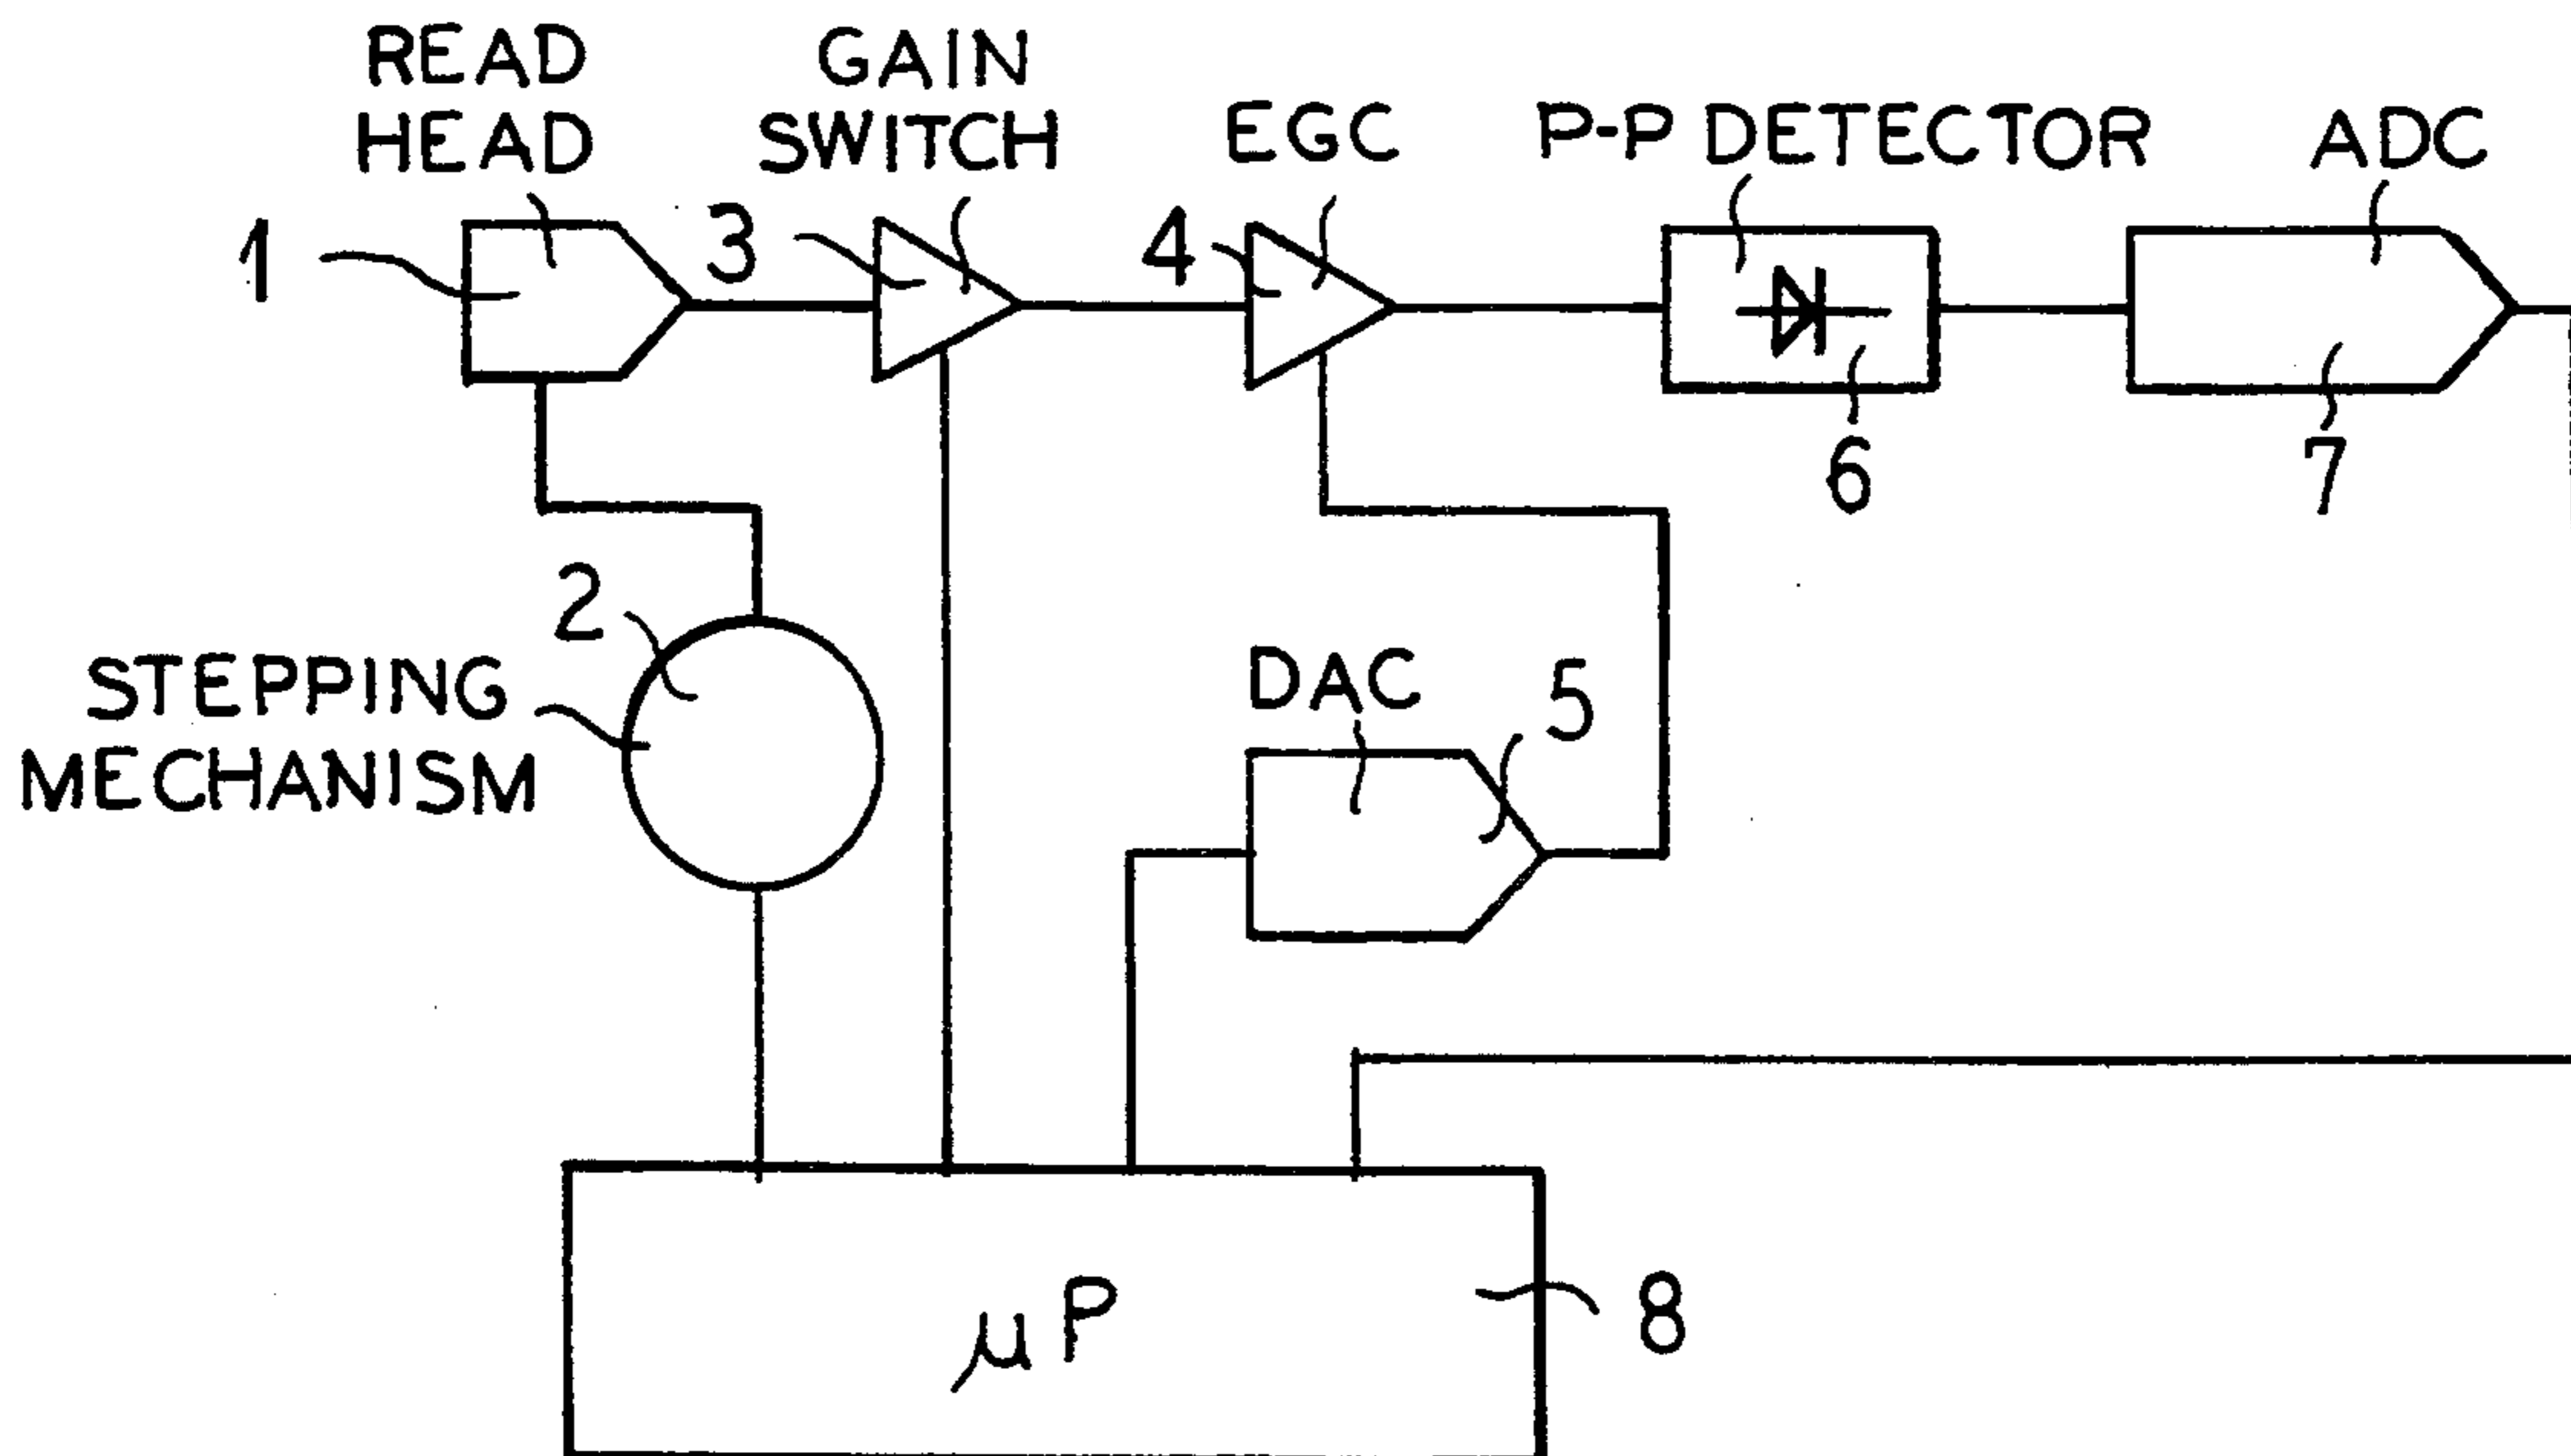 READ
HEAD
GAIN
SWITCH
EGC
P-P DETECTOR
ADC
1
3
4
6
7
2
STEPPING
MECHANISM
DAC
5
μP
8